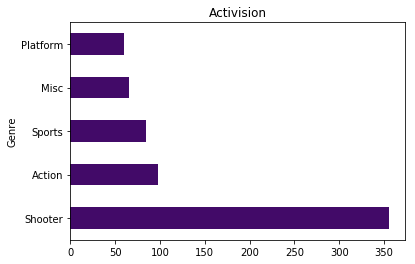 Activision
Genre
Platform
Misc
Sports
Action
Shooter
0 50 100 150 200 250 300 350